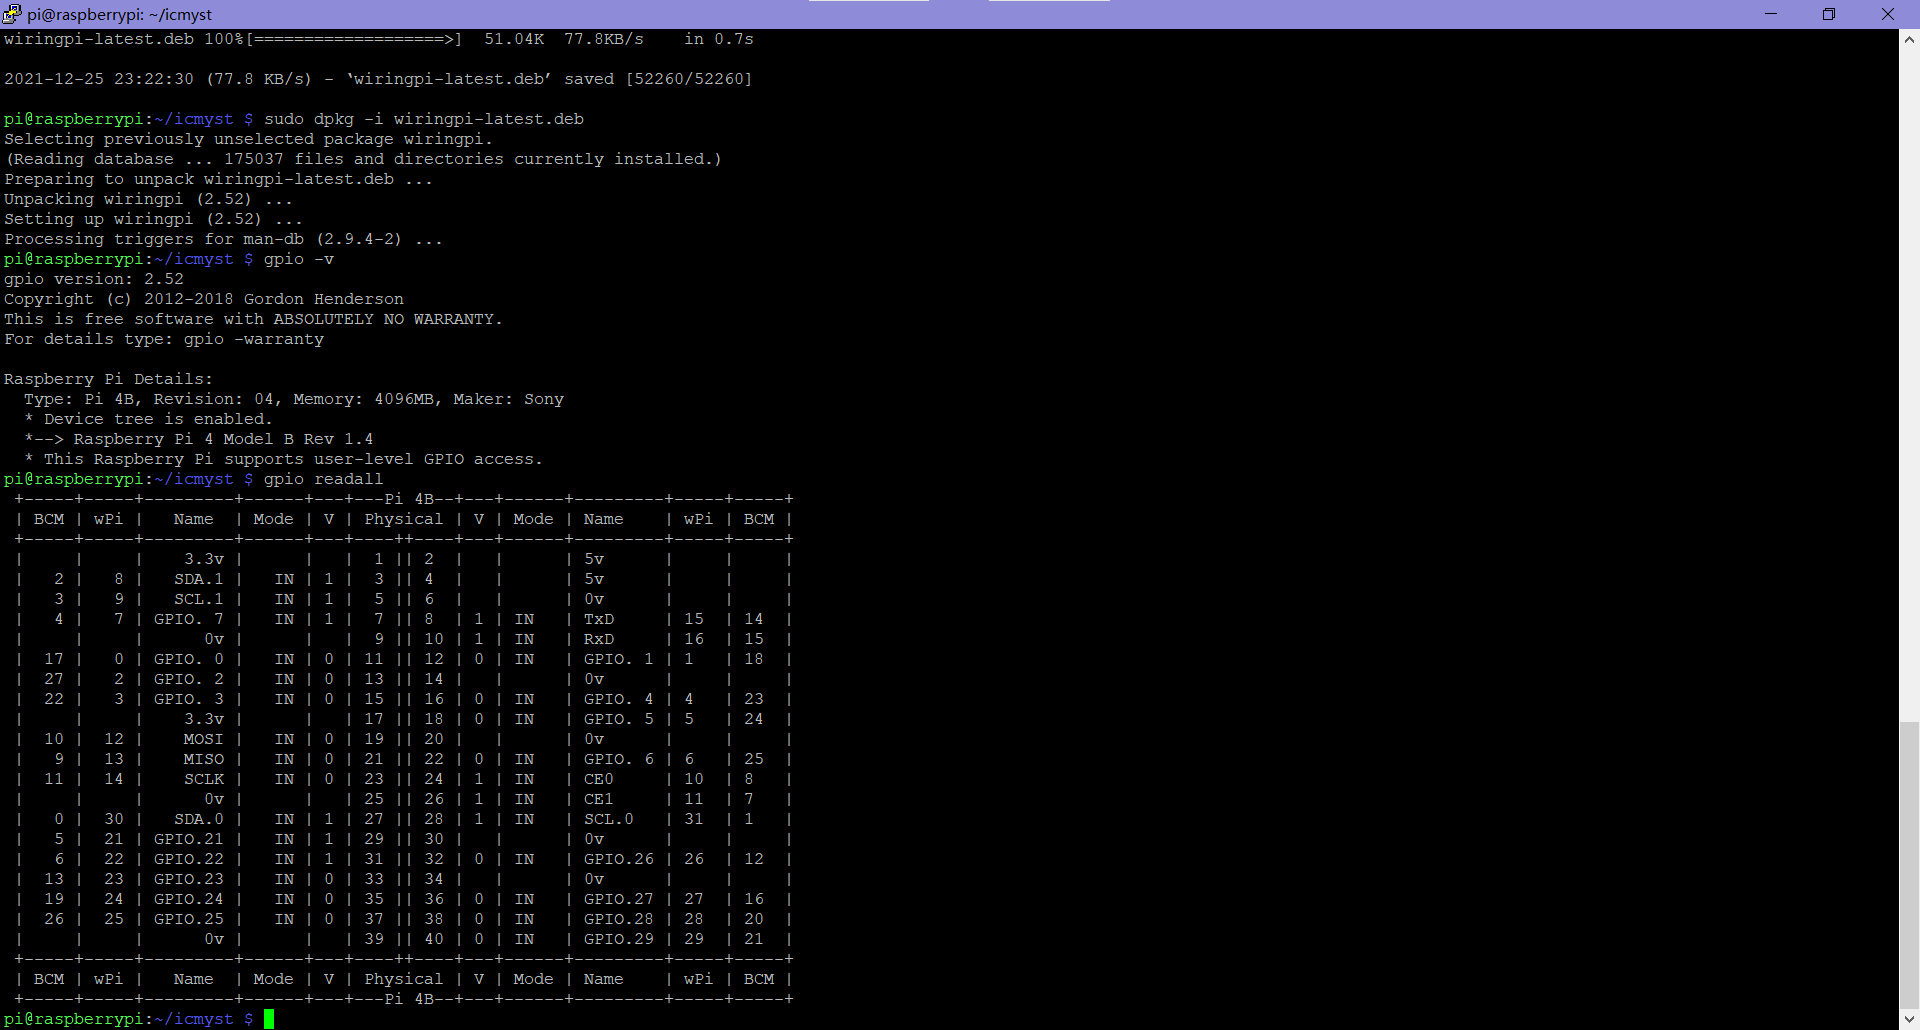 pi@raspberrypi: ~/icmyst
wiringpi-latest.deb 100%[===================>]  51.04K  77.8KB/s    in 0.7s
2021-12-25 23:22:30 (77.8 KB/s) - ‘wiringpi-latest.deb’ saved [52260/52260]
pi@raspberrypi:~/icmyst $ sudo dpkg -i wiringpi-latest.deb
Selecting previously unselected package wiringpi.
(Reading database ... 175037 files and directories currently installed.)
Preparing to unpack wiringpi-latest.deb ...
Unpacking wiringpi (2.52) ...
Setting up wiringpi (2.52) ...
Processing triggers for man-db (2.9.4-2) ...
pi@raspberrypi:~/icmyst $ gpio -v
gpio version: 2.52
Copyright (c) 2012-2018 Gordon Henderson
This is free software with ABSOLUTELY NO WARRANTY.
For details type: gpio -warranty
Raspberry Pi Details:
  Type: Pi 4B, Revision: 04, Memory: 4096MB, Maker: Sony
  * Device tree is enabled.
  *--> Raspberry Pi 4 Model B Rev 1.4
  * This Raspberry Pi supports user-level GPIO access.
pi@raspberrypi:~/icmyst $ gpio readall
 +-----+-----+---------+------+---+---Pi 4B--+---+------+---------+-----+-----+
 | BCM | wPi |   Name  | Mode | V | Physical | V | Mode | Name    | wPi | BCM |
 +-----+-----+---------+------+---+----++----+---+------+---------+-----+-----+
 |     |     |    3.3v |      |   |  1 || 2  |   |      | 5v      |     |     |
 |   2 |   8 |   SDA.1 |   IN | 1 |  3 || 4  |   |      | 5v      |     |     |
 |   3 |   9 |   SCL.1 |   IN | 1 |  5 || 6  |   |      | 0v      |     |     |
 |   4 |   7 | GPIO. 7 |   IN | 1 |  7 || 8  | 1 | IN   | TxD     | 15  | 14  |
 |     |     |      0v |      |   |  9 || 10 | 1 | IN   | RxD     | 16  | 15  |
 |  17 |   0 | GPIO. 0 |   IN | 0 | 11 || 12 | 0 | IN   | GPIO. 1 | 1   | 18  |
 |  27 |   2 | GPIO. 2 |   IN | 0 | 13 || 14 |   |      | 0v      |     |     |
 |  22 |   3 | GPIO. 3 |   IN | 0 | 15 || 16 | 0 | IN   | GPIO. 4 | 4   | 23  |
 |     |     |    3.3v |      |   | 17 || 18 | 0 | IN   | GPIO. 5 | 5   | 24  |
 |  10 |  12 |    MOSI |   IN | 0 | 19 || 20 |   |      | 0v      |     |     |
 |   9 |  13 |    MISO |   IN | 0 | 21 || 22 | 0 | IN   | GPIO. 6 | 6   | 25  |
 |  11 |  14 |    SCLK |   IN | 0 | 23 || 24 | 1 | IN   | CE0     | 10  | 8   |
 |     |     |      0v |      |   | 25 || 26 | 1 | IN   | CE1     | 11  | 7   |
 |   0 |  30 |   SDA.0 |   IN | 1 | 27 || 28 | 1 | IN   | SCL.0   | 31  | 1   |
 |   5 |  21 | GPIO.21 |   IN | 1 | 29 || 30 |   |      | 0v      |     |     |
 |   6 |  22 | GPIO.22 |   IN | 1 | 31 || 32 | 0 | IN   | GPIO.26 | 26  | 12  |
 |  13 |  23 | GPIO.23 |   IN | 0 | 33 || 34 |   |      | 0v      |     |     |
 |  19 |  24 | GPIO.24 |   IN | 0 | 35 || 36 | 0 | IN   | GPIO.27 | 27  | 16  |
 |  26 |  25 | GPIO.25 |   IN | 0 | 37 || 38 | 0 | IN   | GPIO.28 | 28  | 20  |
 |     |     |      0v |      |   | 39 || 40 | 0 | IN   | GPIO.29 | 29  | 21  |
 +-----+-----+---------+------+---+----++----+---+------+---------+-----+-----+
 | BCM | wPi |   Name  | Mode | V | Physical | V | Mode | Name    | wPi | BCM |
 +-----+-----+---------+------+---+---Pi 4B--+---+------+---------+-----+-----+
pi@raspberrypi:~/icmyst $